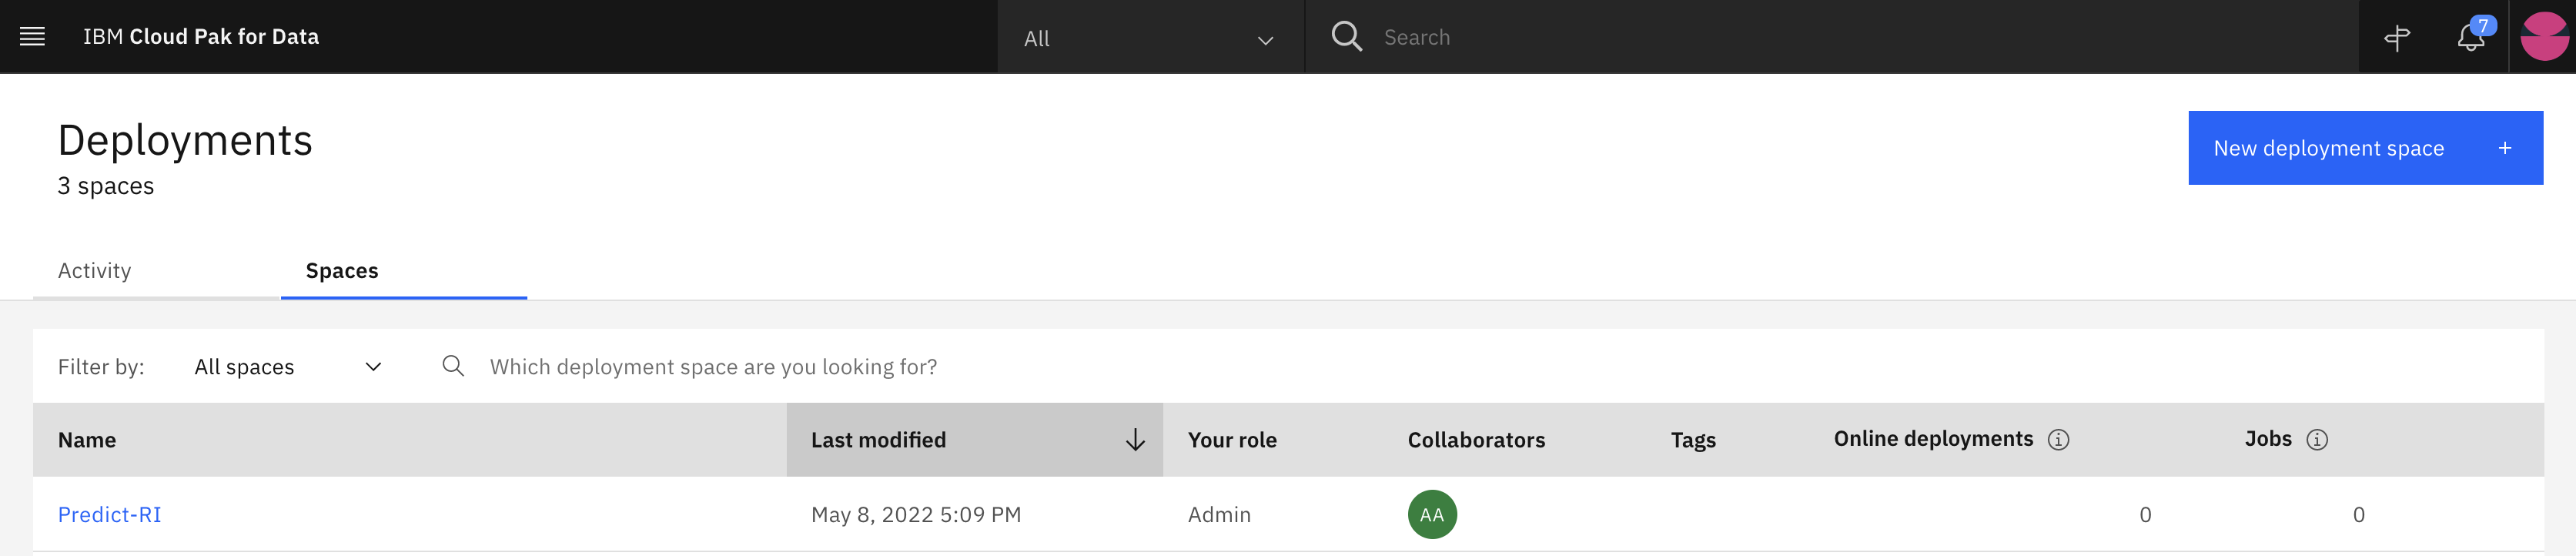 IBM Cloud Pak for Data
All
Search
7
Deployments
3 spaces
New deployment space +
Activity
Spaces
Filter by:
All spaces
Which deployment space are you looking for?
Name
Last modified
Your role
Collaborators
Tags
Online deployments
Jobs
Predict-RI
May 8, 2022 5:09 PM
Admin
AA
0
0